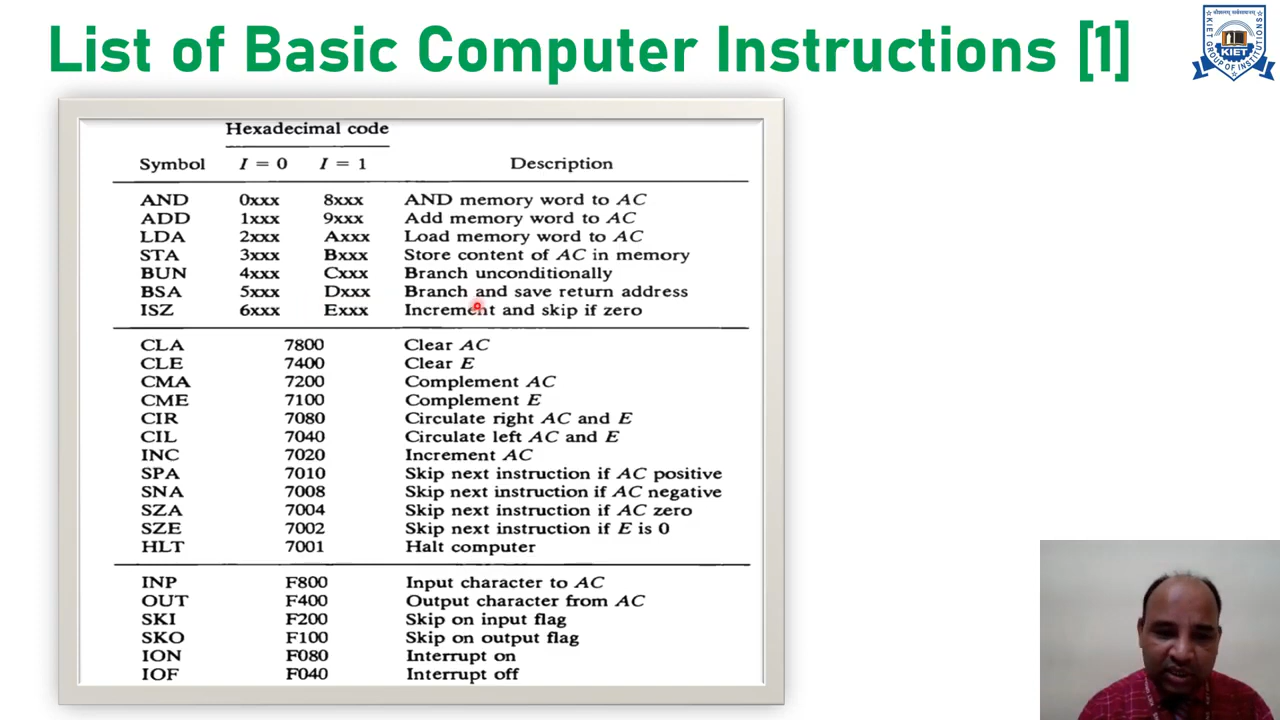 List of Basic Computer Instructions [1]
KIET
KIET GROUP OF INSTITUTIONS
Hexadecimal code
Symbol I = 0 I = 1 Description
AND 0xxx 8xxx AND memory word to AC
ADD 1xxx 9xxx Add memory word to AC
LDA 2xxx Axxx Load memory word to AC
STA 3xxx Bxxx Store content of AC in memory
BUN 4xxx Cxxx Branch unconditionally
BSA 5xxx Dxxx Branch and save return address
ISZ 6xxx Exxx Increment and skip if zero
CLA 7800 Clear AC
CLE 7400 Clear E
CMA 7200 Complement AC
CME 7100 Complement E
CIR 7080 Circulate right AC and E
CIL 7040 Circulate left AC and E
INC 7020 Increment AC
SPA 7010 Skip next instruction if AC positive
SNA 7008 Skip next instruction if AC negative
SZA 7004 Skip next instruction if AC zero
SZE 7002 Skip next instruction if E is 0
HLT 7001 Halt computer
INP F800 Input character to AC
OUT F400 Output character from AC
SKI F200 Skip on input flag
SKO F100 Skip on output flag
ION F080 Interrupt on
IOF F040 Interrupt off